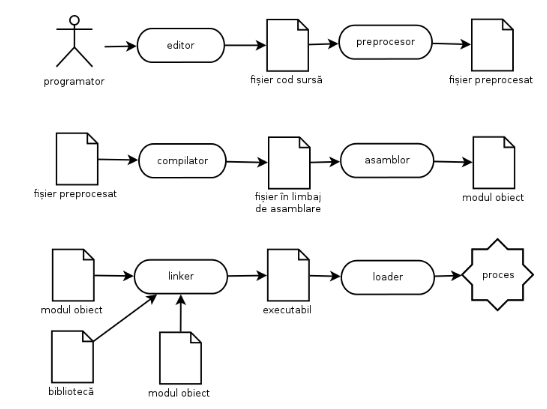 editor
preprocesor
programator
fișier cod sursă
fișier preprocesat
compilator
asamblor
fișier preprocesat
fișier în limbaj
de asamblare
modul obiect
linker
loader
proces
modul obiect
executabil
bibliotecă
modul obiect